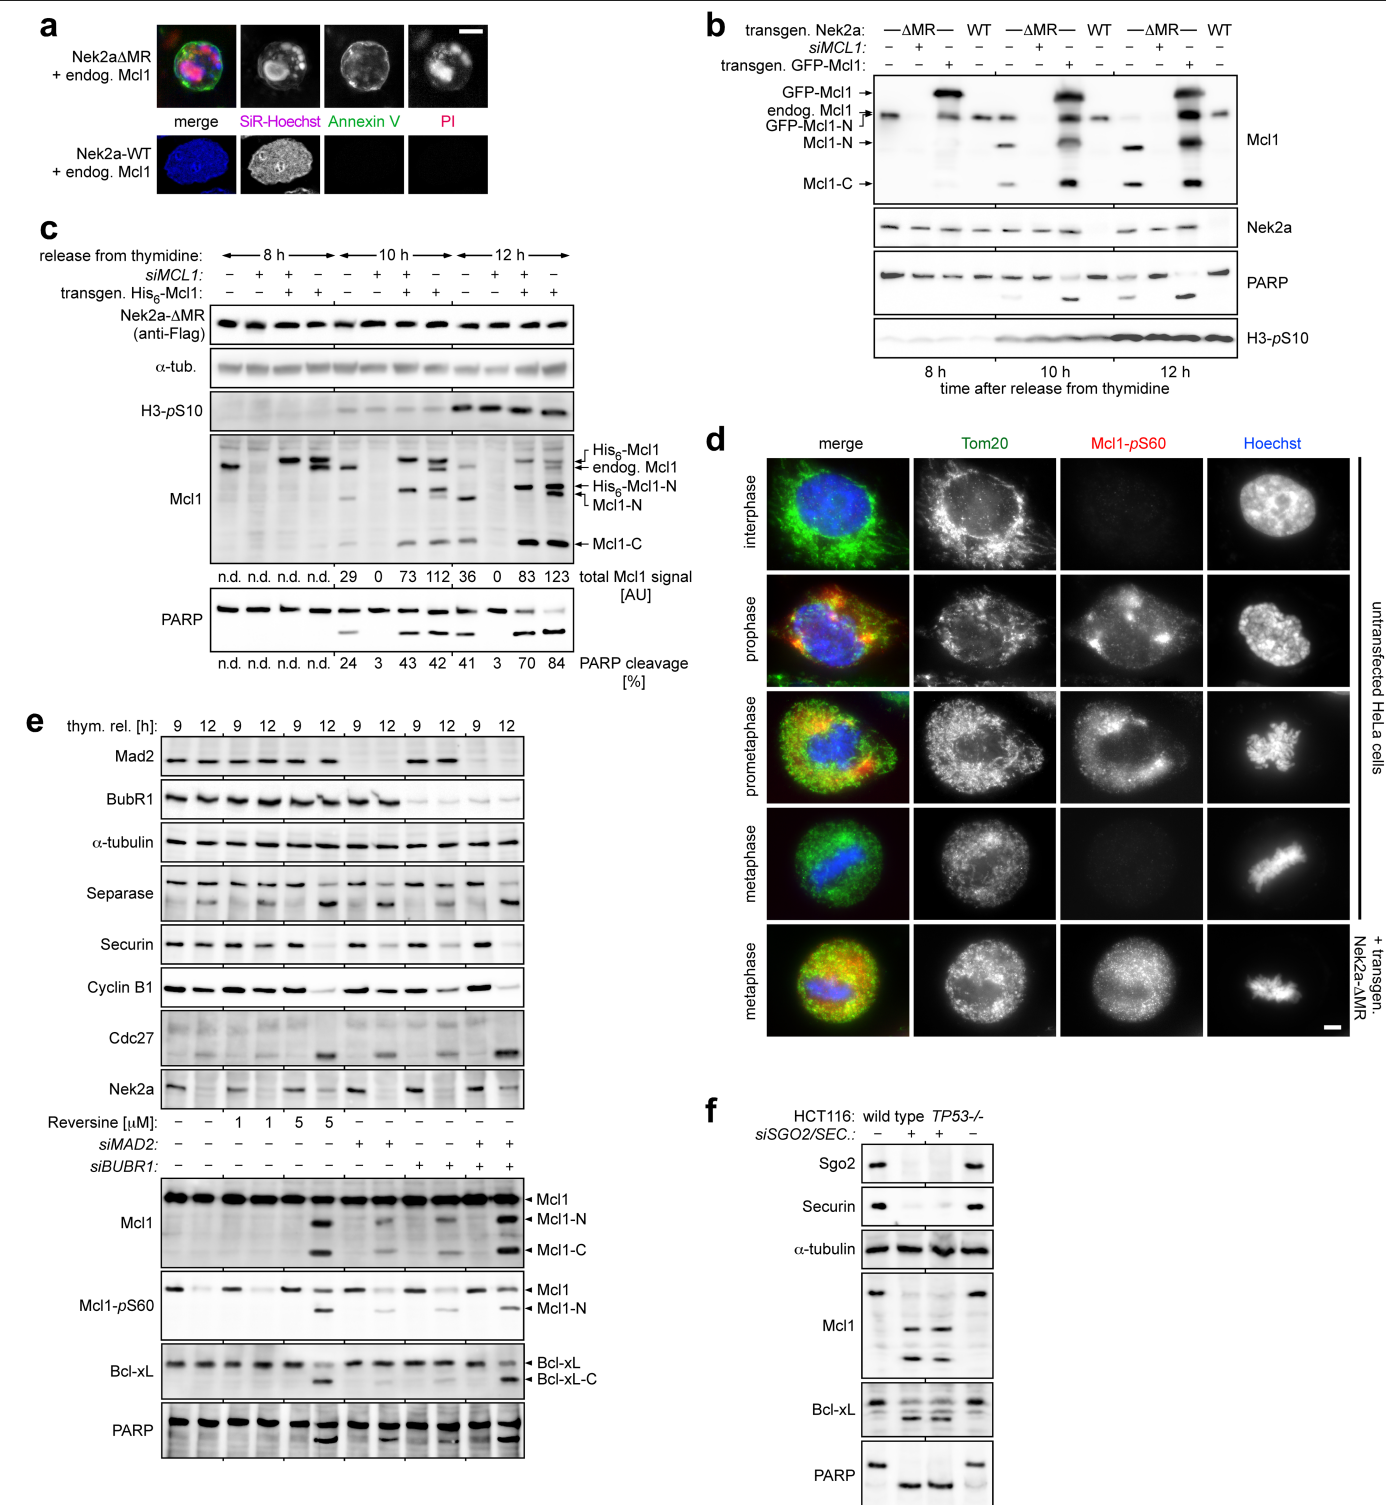 a
Nek2aΔMR
+ endog. Mcl1
merge SiR-Hoechst Annexin V PI
Nek2a-WT
+ endog. Mcl1
b
transgen. Nek2a: ΔMR WT ΔMR WT ΔMR WT
siMCL1: – + – – – + – – – + – –
transgen. GFP-Mcl1: – – + – – – + – – – + –
GFP-Mcl1
endog. Mcl1
GFP-Mcl1-N
Mcl1-N
Mcl1-C
Mcl1
Nek2a
PARP
H3-pS10
8 h 10 h 12 h
time after release from thymidine
c
release from thymidine: 8 h 10 h 12 h
siMCL1: – + + – – + + – – + + –
transgen. His6-Mcl1: – – + + – – + + – – + +
Nek2a-ΔMR
(anti-Flag)
α-tub.
H3-pS10
Mcl1
His6-Mcl1
endog. Mcl1
His6-Mcl1-N
Mcl1-N
Mcl1-C
n.d. n.d. n.d. n.d. 29 0 73 112 36 0 83 123 total Mcl1 signal
[AU]
PARP
n.d. n.d. n.d. n.d. 24 3 43 42 41 3 70 84 PARP cleavage
[%]
d
merge Tom20 Mcl1-pS60 Hoechst
interphase
prophase
prometaphase
metaphase
metaphase
untransfected HeLa cells
+ transgen.
Nek2a-ΔMR
e
thym. rel. [h]: 9 12 9 12 9 12 9 12 9 12 9 12
Mad2
BubR1
α-tubulin
Separase
Securin
Cyclin B1
Cdc27
Nek2a
Reversine [µM]: – – 1 1 5 5 – – – – – –
siMAD2: – – – – – – + + – – + +
siBUBR1: – – – – – – – – + + + +
Mcl1
Mcl1
Mcl1-N
Mcl1-C
Mcl1-pS60
Mcl1
Mcl1-N
Bcl-xL
Bcl-xL
Bcl-xL-C
PARP
f
HCT116: wild type TP53-/-
siSGO2/SEC.: – + + –
Sgo2
Securin
α-tubulin
Mcl1
Bcl-xL
PARP